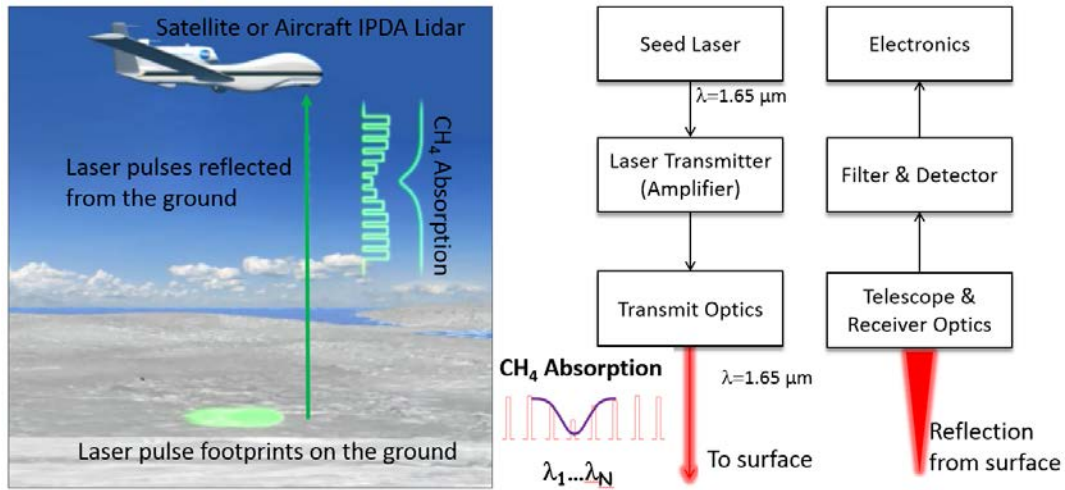 Satellite or Aircraft IPDA Lidar
Laser pulses reflected
from the ground
CH₄ Absorption
Laser pulse footprints on the ground
Seed Laser
λ=1.65 μm
Laser Transmitter
(Amplifier)
Transmit Optics
CH₄ Absorption
λ₁...λ_N
λ=1.65 μm
To surface
Electronics
Filter & Detector
Telescope &
Receiver Optics
Reflection
from surface